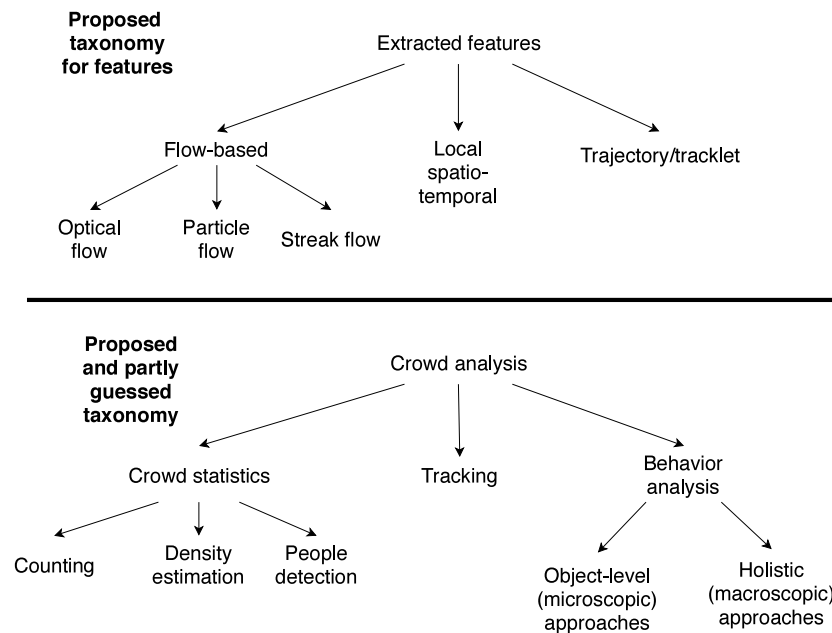 Proposed
taxonomy
for features
Extracted features
Flow-based
Local
spatio-
temporal
Trajectory/tracklet
Optical
flow
Particle
flow
Streak flow
Proposed
and partly
guessed
taxonomy
Crowd analysis
Crowd statistics
Tracking
Behavior
analysis
Counting
Density
estimation
People
detection
Object-level
(microscopic)
approaches
Holistic
(macroscopic)
approaches